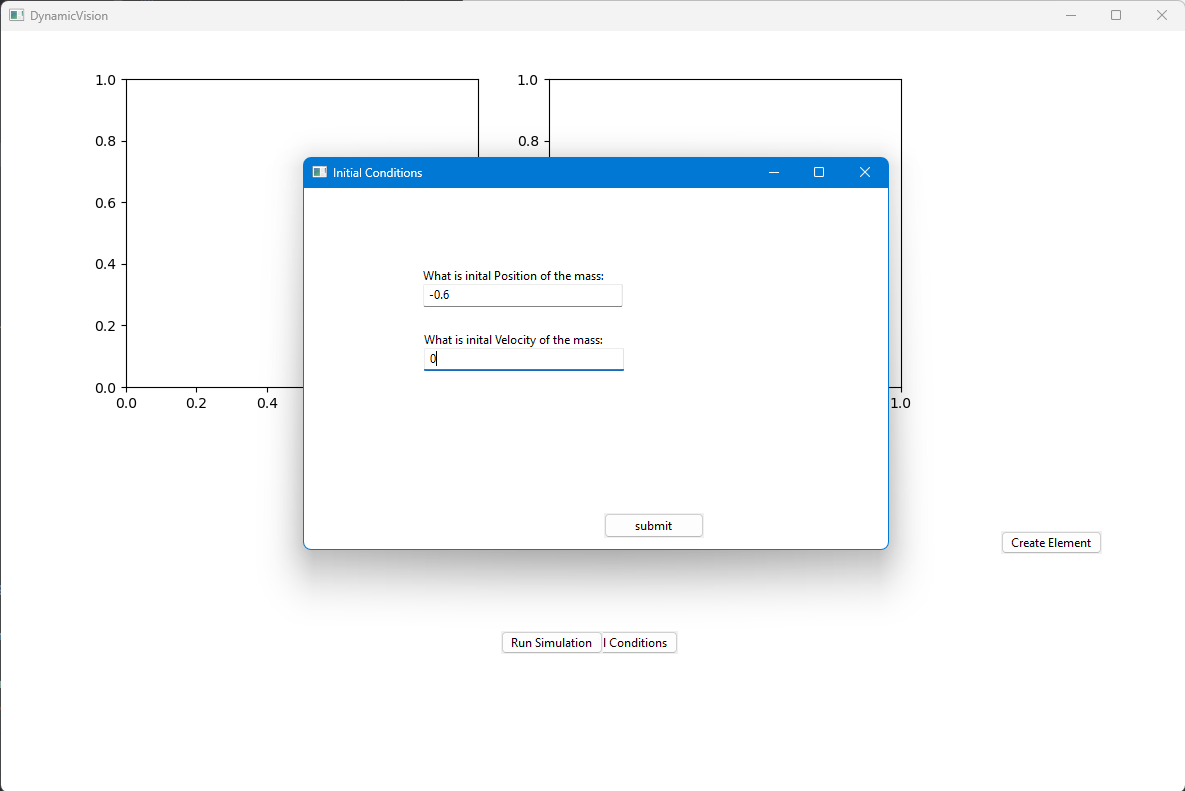 DynamicVision
1.0
0.8
0.6
0.4
0.2
0.0
0.0 0.2 0.4
1.0
0.8
1.0
Initial Conditions
What is inital Position of the mass:
-0.6
What is inital Velocity of the mass:
0
submit
Create Element
Run Simulation
l Conditions